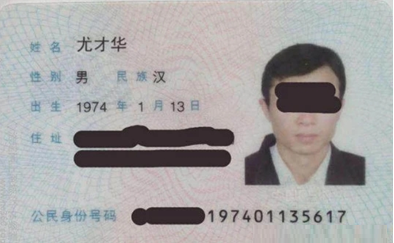 姓名 尤才华
性别 男 民族 汉
出生 1974 年 1 月 13 日
住址
公民身份号码 197401135617